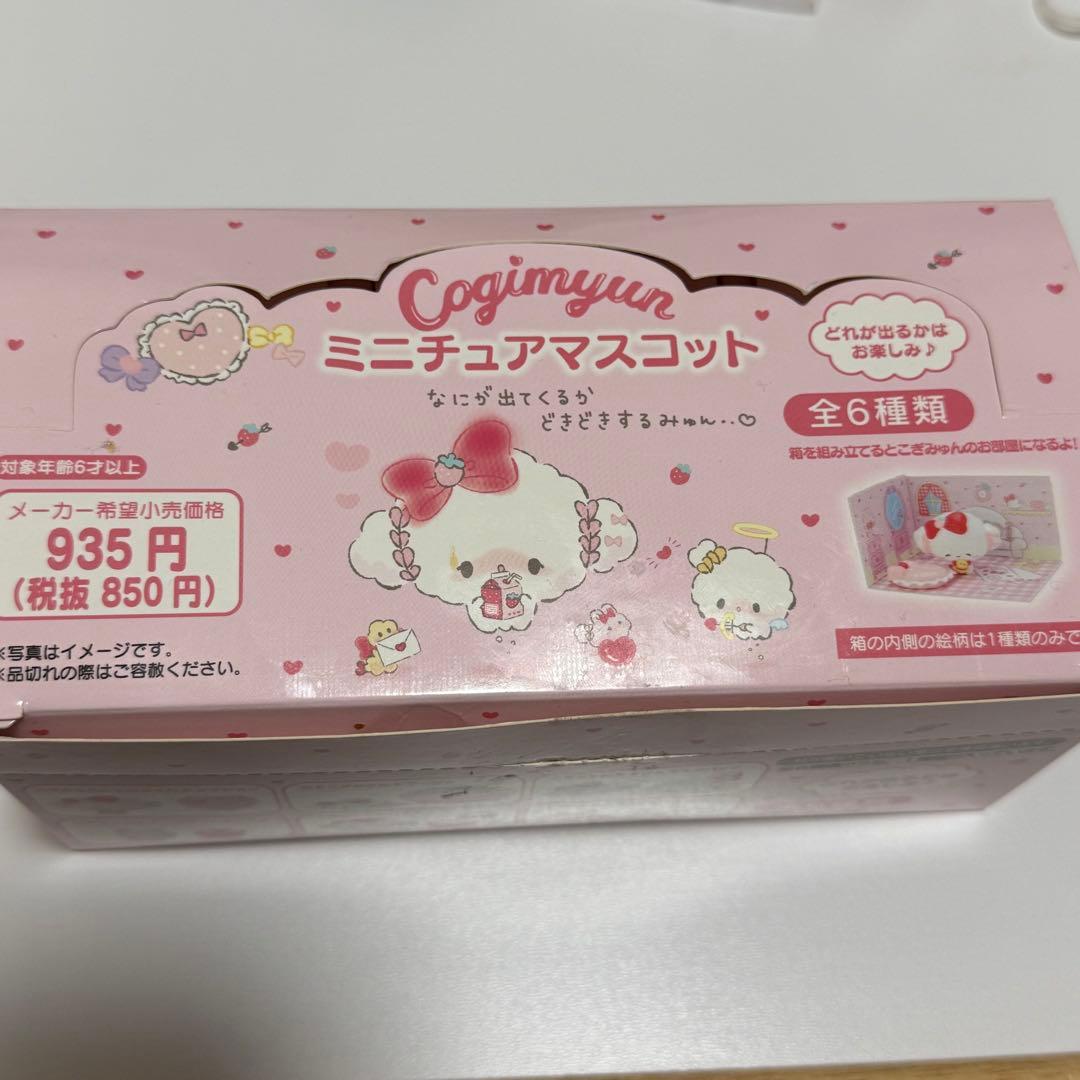 Cogimyun
ミニチュアマスコット
なにが出てくるか
どきどきするみゅん‥♡
どれが出るかは
お楽しみ♪
全6種類
箱を組み立てるとこぎみゅんのお部屋になるよ!
箱の内側の絵柄は1種類のみで
対象年齢6才以上
メーカー希望小売価格
935円
(税抜 850円)
※写真はイメージです。
※品切れの際はご容赦ください。